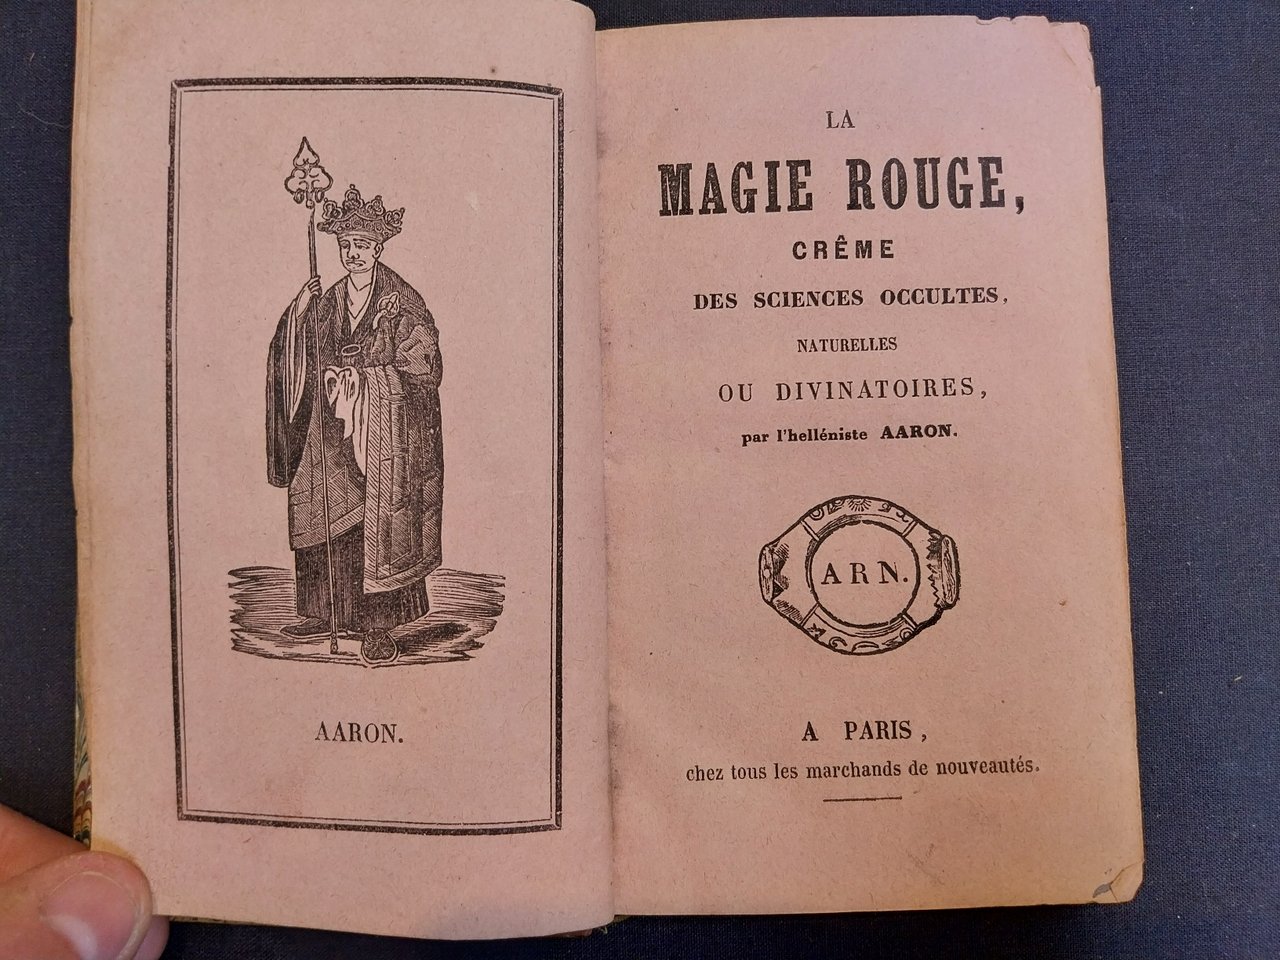 AARON.
LA
MAGIE ROUGE,
CRÊME
DES SCIENCES OCCULTES,
NATURELLES
OU DIVINATOIRES,
par l'helléniste AARON.
A R N.
A PARIS,
chez tous les marchands de nouveautés.